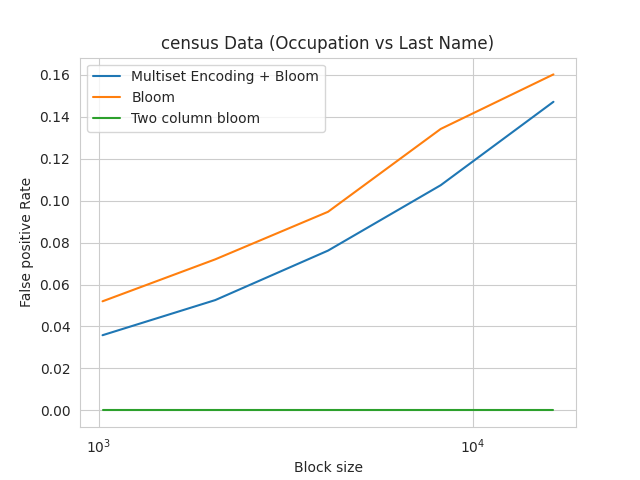 census Data (Occupation vs Last Name)
Multiset Encoding + Bloom
Bloom
Two column bloom
False positive Rate
0.16
0.14
0.12
0.10
0.08
0.06
0.04
0.02
0.00
10³
10⁴
Block size